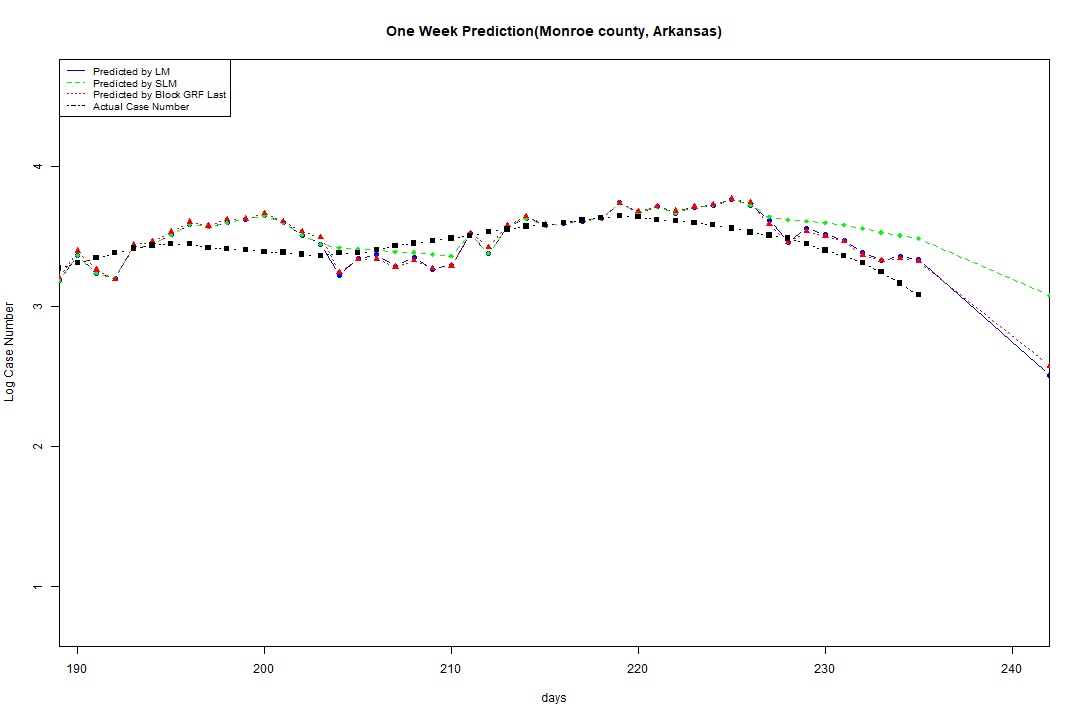 One Week Prediction(Monroe county, Arkansas)
Predicted by LM
Predicted by SLM
Predicted by Block GRF Last
Actual Case Number
4
3
2
1
Log Case Number
190 200 210 220 230 240
days